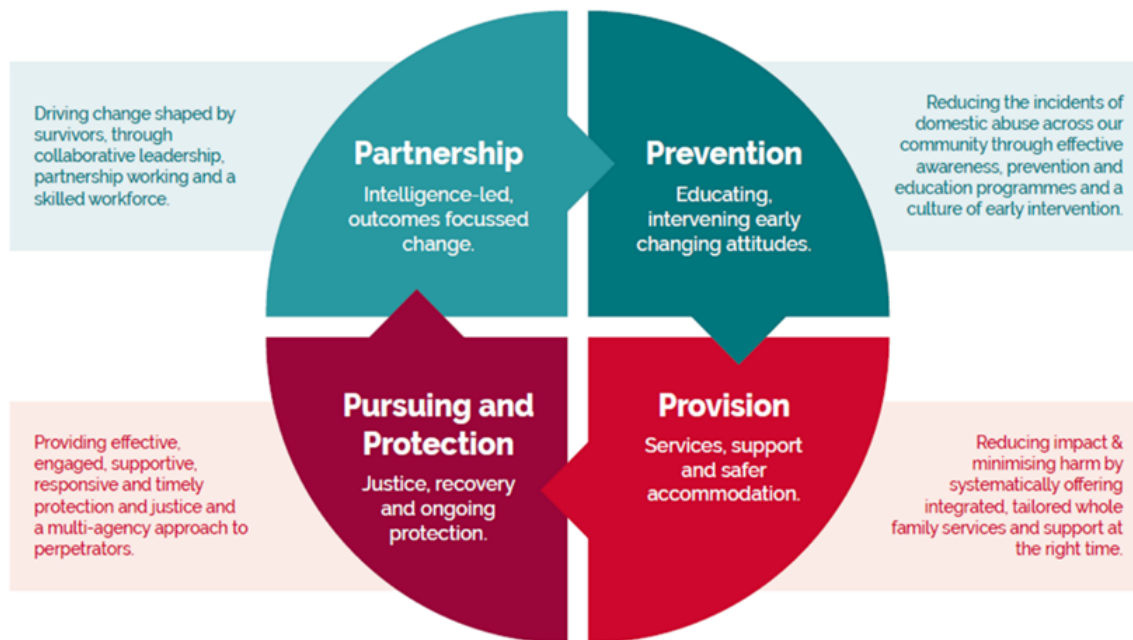 Driving change shaped by
survivors, through
collaborative leadership,
partnership working and a
skilled workforce.
Partnership
Intelligence-led,
outcomes focussed
change.
Prevention
Educating,
intervening early
changing attitudes.
Reducing the incidents of
domestic abuse across our
community through effective
awareness, prevention and
education programmes and a
culture of early intervention.
Providing effective,
engaged, supportive,
responsive and timely
protection and justice and
a multi-agency approach to
perpetrators.
Pursuing and
Protection
Justice, recovery
and ongoing
protection.
Provision
Services, support
and safer
accommodation.
Reducing impact &
minimising harm by
systematically offering
integrated, tailored whole
family services and support at
the right time.